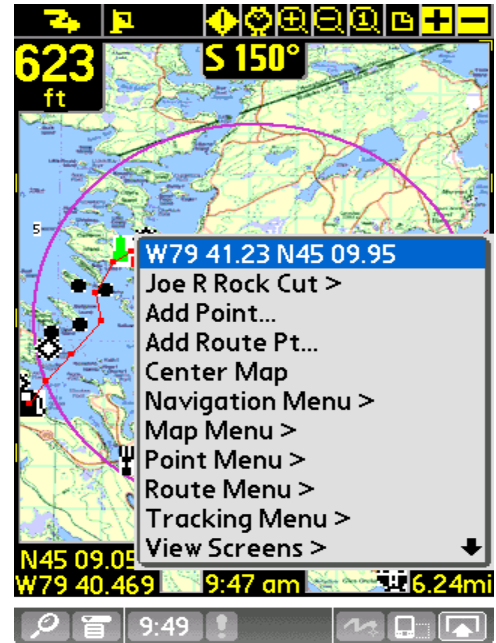 623
ft
S 150°
5
W79 41.23 N45 09.95
Joe R Rock Cut >
Add Point...
Add Route Pt...
Center Map
Navigation Menu >
Map Menu >
Point Menu >
Route Menu >
Tracking Menu >
View Screens >
N45 09.05
W79 40.469
9:47 am
6.24mi
9:49